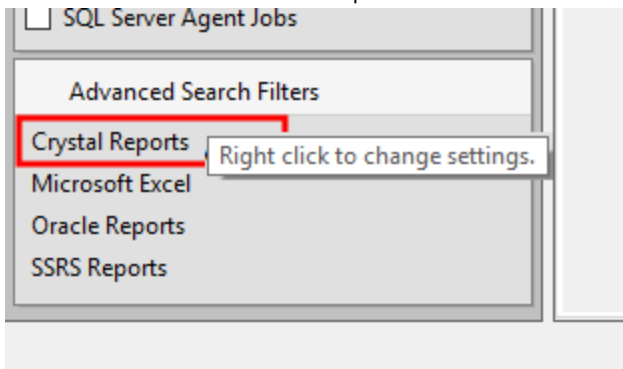 SQL Server Agent Jobs
Advanced Search Filters
Crystal Reports
Right click to change settings.
Microsoft Excel
Oracle Reports
SSRS Reports